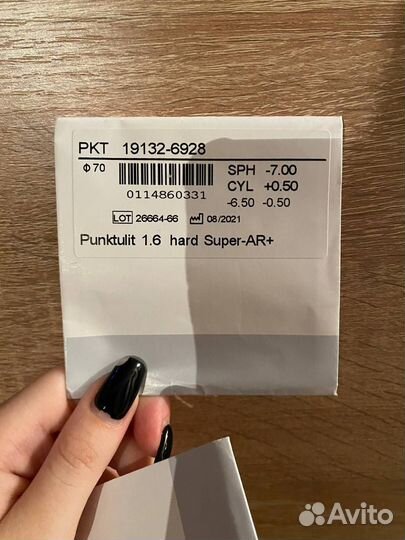 PKT 19132-6928
Φ 70 SPH -7.00
CYL +0.50
0114860331 -6.50 -0.50
LOT 26664-66 08/2021
Punktulit 1.6 hard Super-AR+
Avito